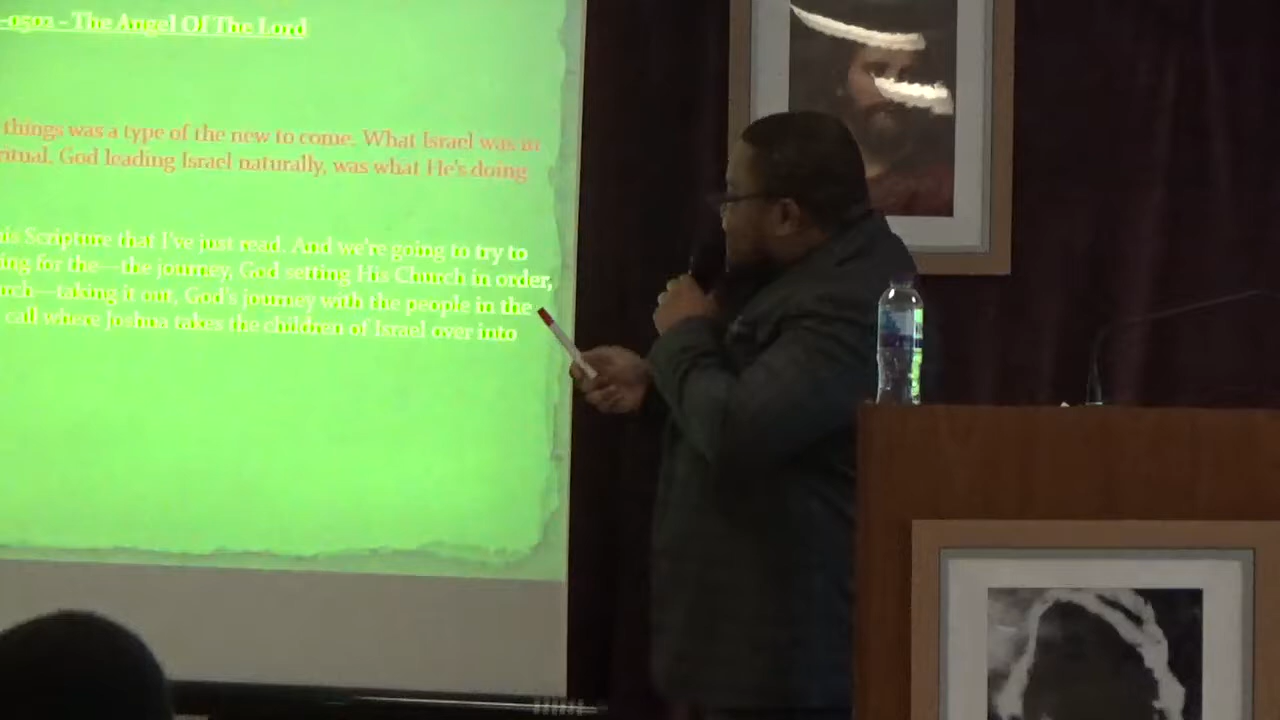 -0502 - The Angel Of The Lord
things was a type of the new to come. What Israel was in
ritual, God leading Israel naturally, was what He's doing
is Scripture that I've just read. And we're going to try to
ing for the—the journey, God setting His Church in order,
rch—taking it out, God's journey with the people in the
call where Joshua takes the children of Israel over into